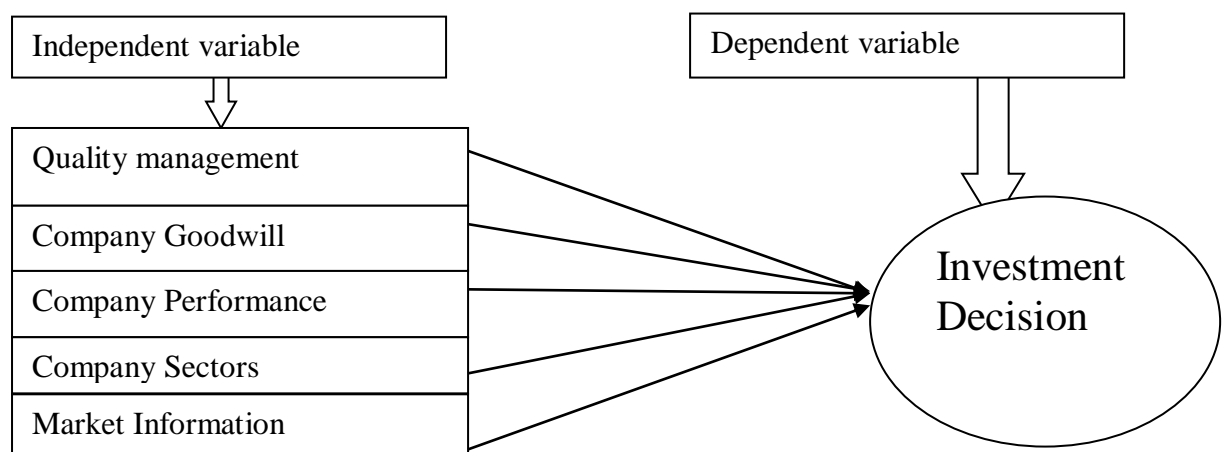 Independent variable
Dependent variable
Quality management
Company Goodwill
Company Performance
Company Sectors
Market Information
Investment
Decision